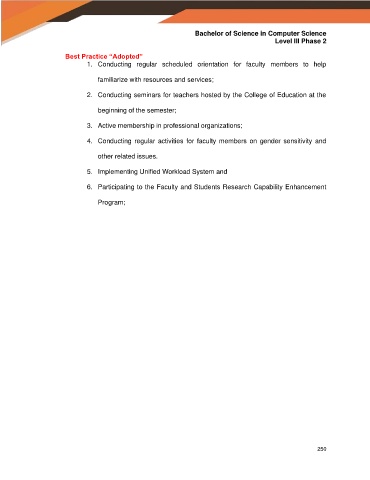 Bachelor of Science in Computer Science
Level III Phase 2
Best Practice “Adopted”
1. Conducting regular scheduled orientation for faculty members to help
familiarize with resources and services;
2. Conducting seminars for teachers hosted by the College of Education at the
beginning of the semester;
3. Active membership in professional organizations;
4. Conducting regular activities for faculty members on gender sensitivity and
other related issues.
5. Implementing Unified Workload System and
6. Participating to the Faculty and Students Research Capability Enhancement
Program;
250